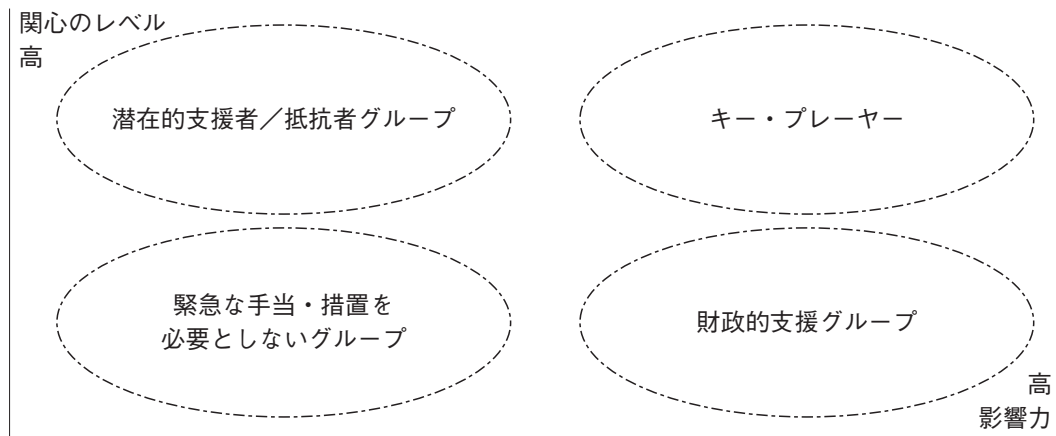 関心のレベル
高
潜在的支援者／抵抗者グループ
キー・プレーヤー
緊急な手当・措置を
必要としないグループ
財政的支援グループ
高
影響力